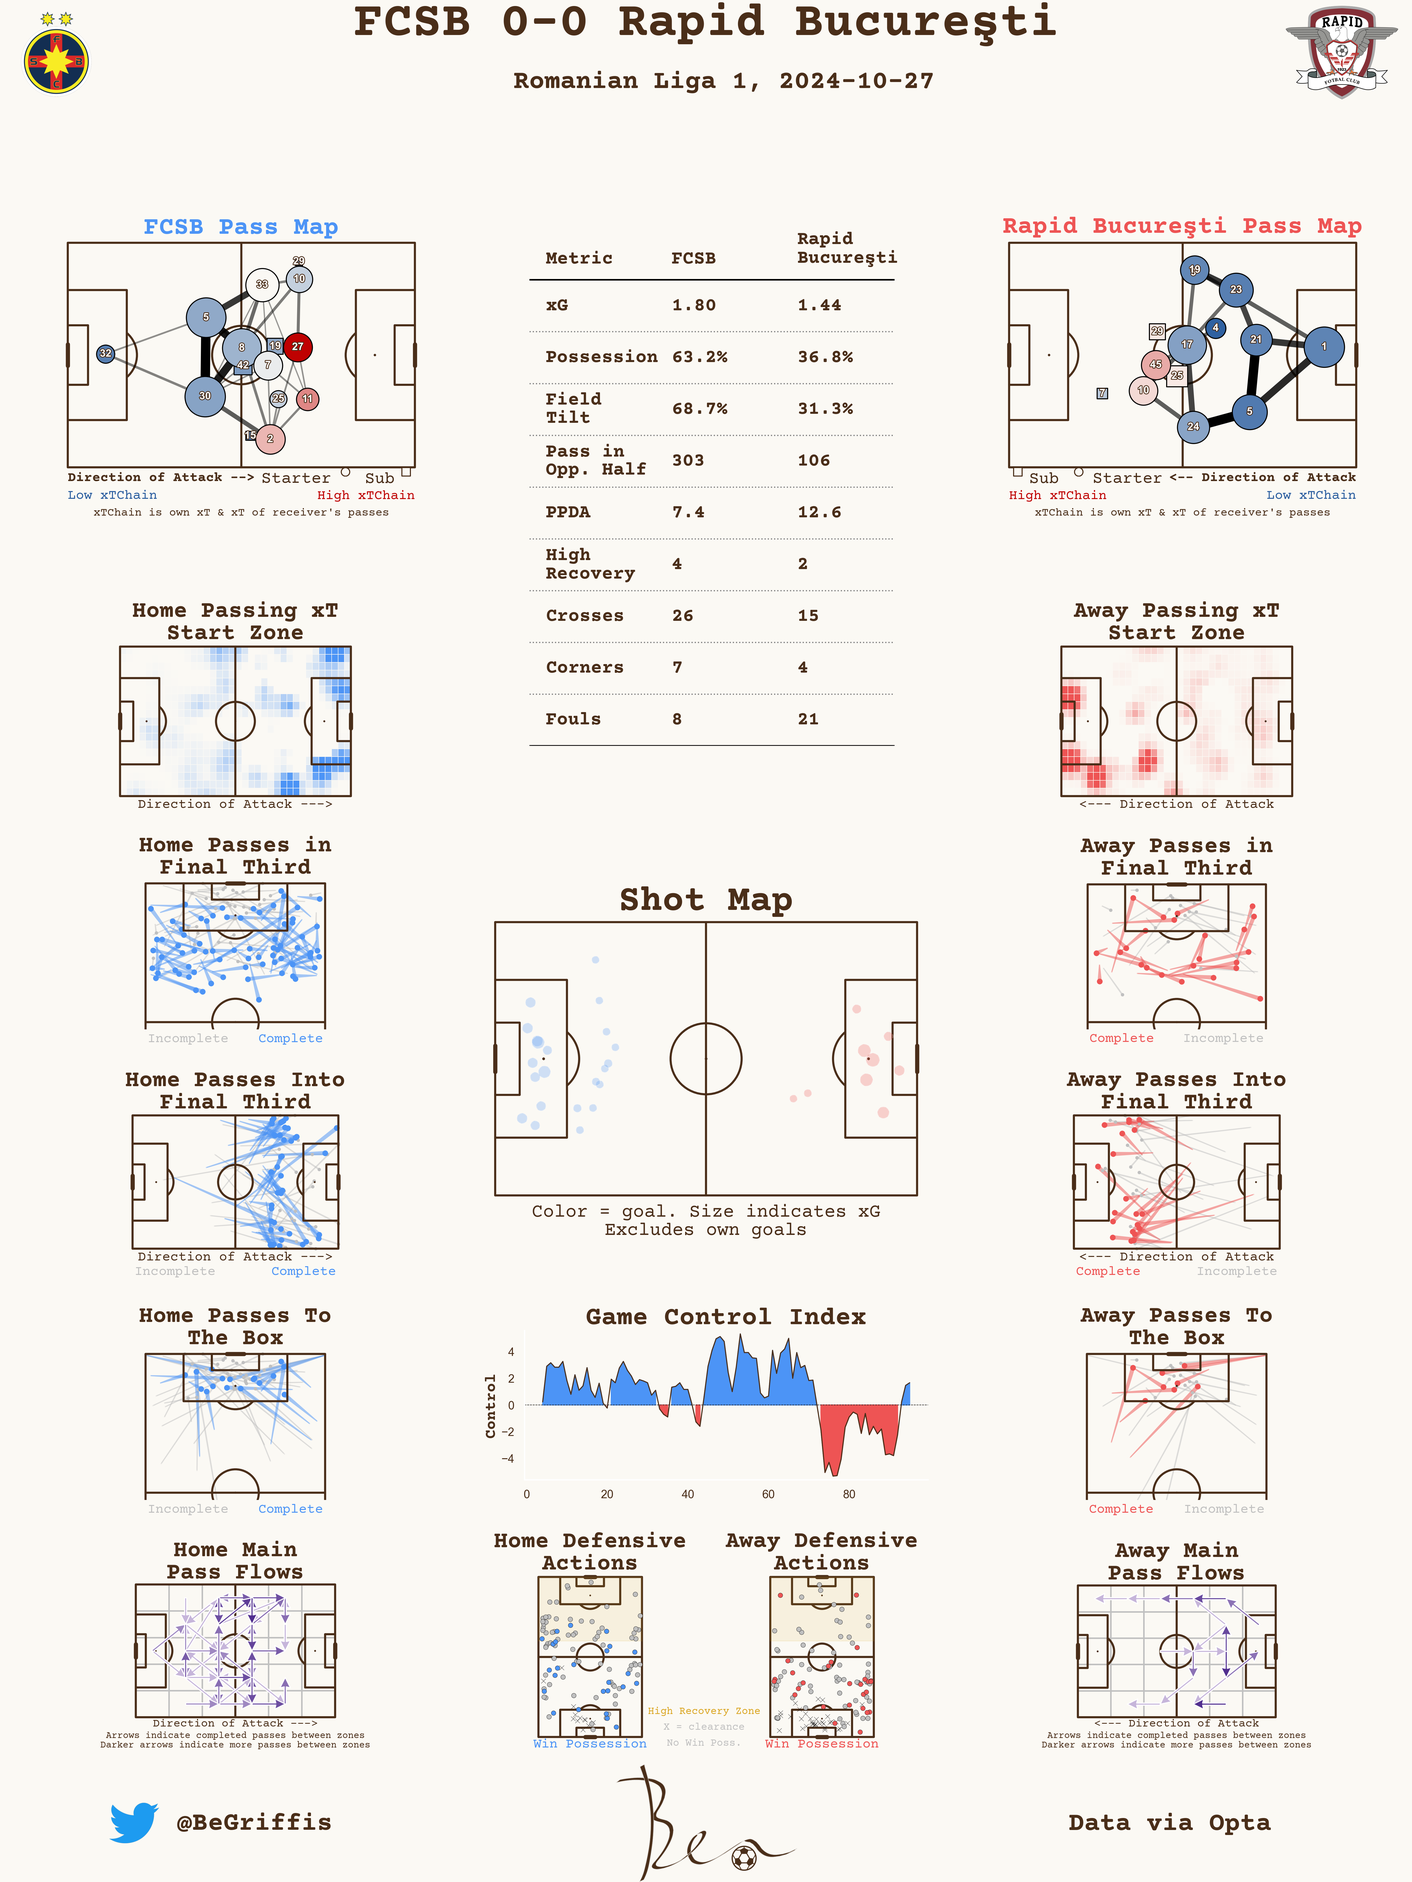 FCSB 0-0 Rapid Bucureşti
Romanian Liga 1, 2024-10-27
RAPID
1923
FOTBAL CLUB
F
S B
C
FCSB Pass Map
29
33
10
5
8
19
27
32
42
7
30
25
11
15
2
Direction of Attack --> Starter Sub
Low xTChain High xTChain
xTChain is own xT & xT of receiver's passes
Metric FCSB Rapid Bucureşti
xG 1.80 1.44
Possession 63.2% 36.8%
Field Tilt 68.7% 31.3%
Pass in Opp. Half 303 106
PPDA 7.4 12.6
High Recovery 4 2
Crosses 26 15
Corners 7 4
Fouls 8 21
Rapid Bucureşti Pass Map
19
23
29
4
17
21
1
45
25
7
10
5
24
Sub Starter <-- Direction of Attack
High xTChain Low xTChain
xTChain is own xT & xT of receiver's passes
Home Passing xT
Start Zone
Direction of Attack --->
Away Passing xT
Start Zone
<--- Direction of Attack
Home Passes in
Final Third
Incomplete Complete
Shot Map
Color = goal. Size indicates xG
Excludes own goals
Away Passes in
Final Third
Complete Incomplete
Home Passes Into
Final Third
Direction of Attack --->
Incomplete Complete
Away Passes Into
Final Third
<--- Direction of Attack
Complete Incomplete
Home Passes To
The Box
Incomplete Complete
Game Control Index
Control
4
2
0
−2
−4
0 20 40 60 80
Away Passes To
The Box
Complete Incomplete
Home Main
Pass Flows
Direction of Attack --->
Arrows indicate completed passes between zones
Darker arrows indicate more passes between zones
Home Defensive
Actions
Win Possession
High Recovery Zone
X = clearance
No Win Poss.
Away Defensive
Actions
Win Possession
Away Main
Pass Flows
<--- Direction of Attack
Arrows indicate completed passes between zones
Darker arrows indicate more passes between zones
@BeGriffis
Ben
Data via Opta